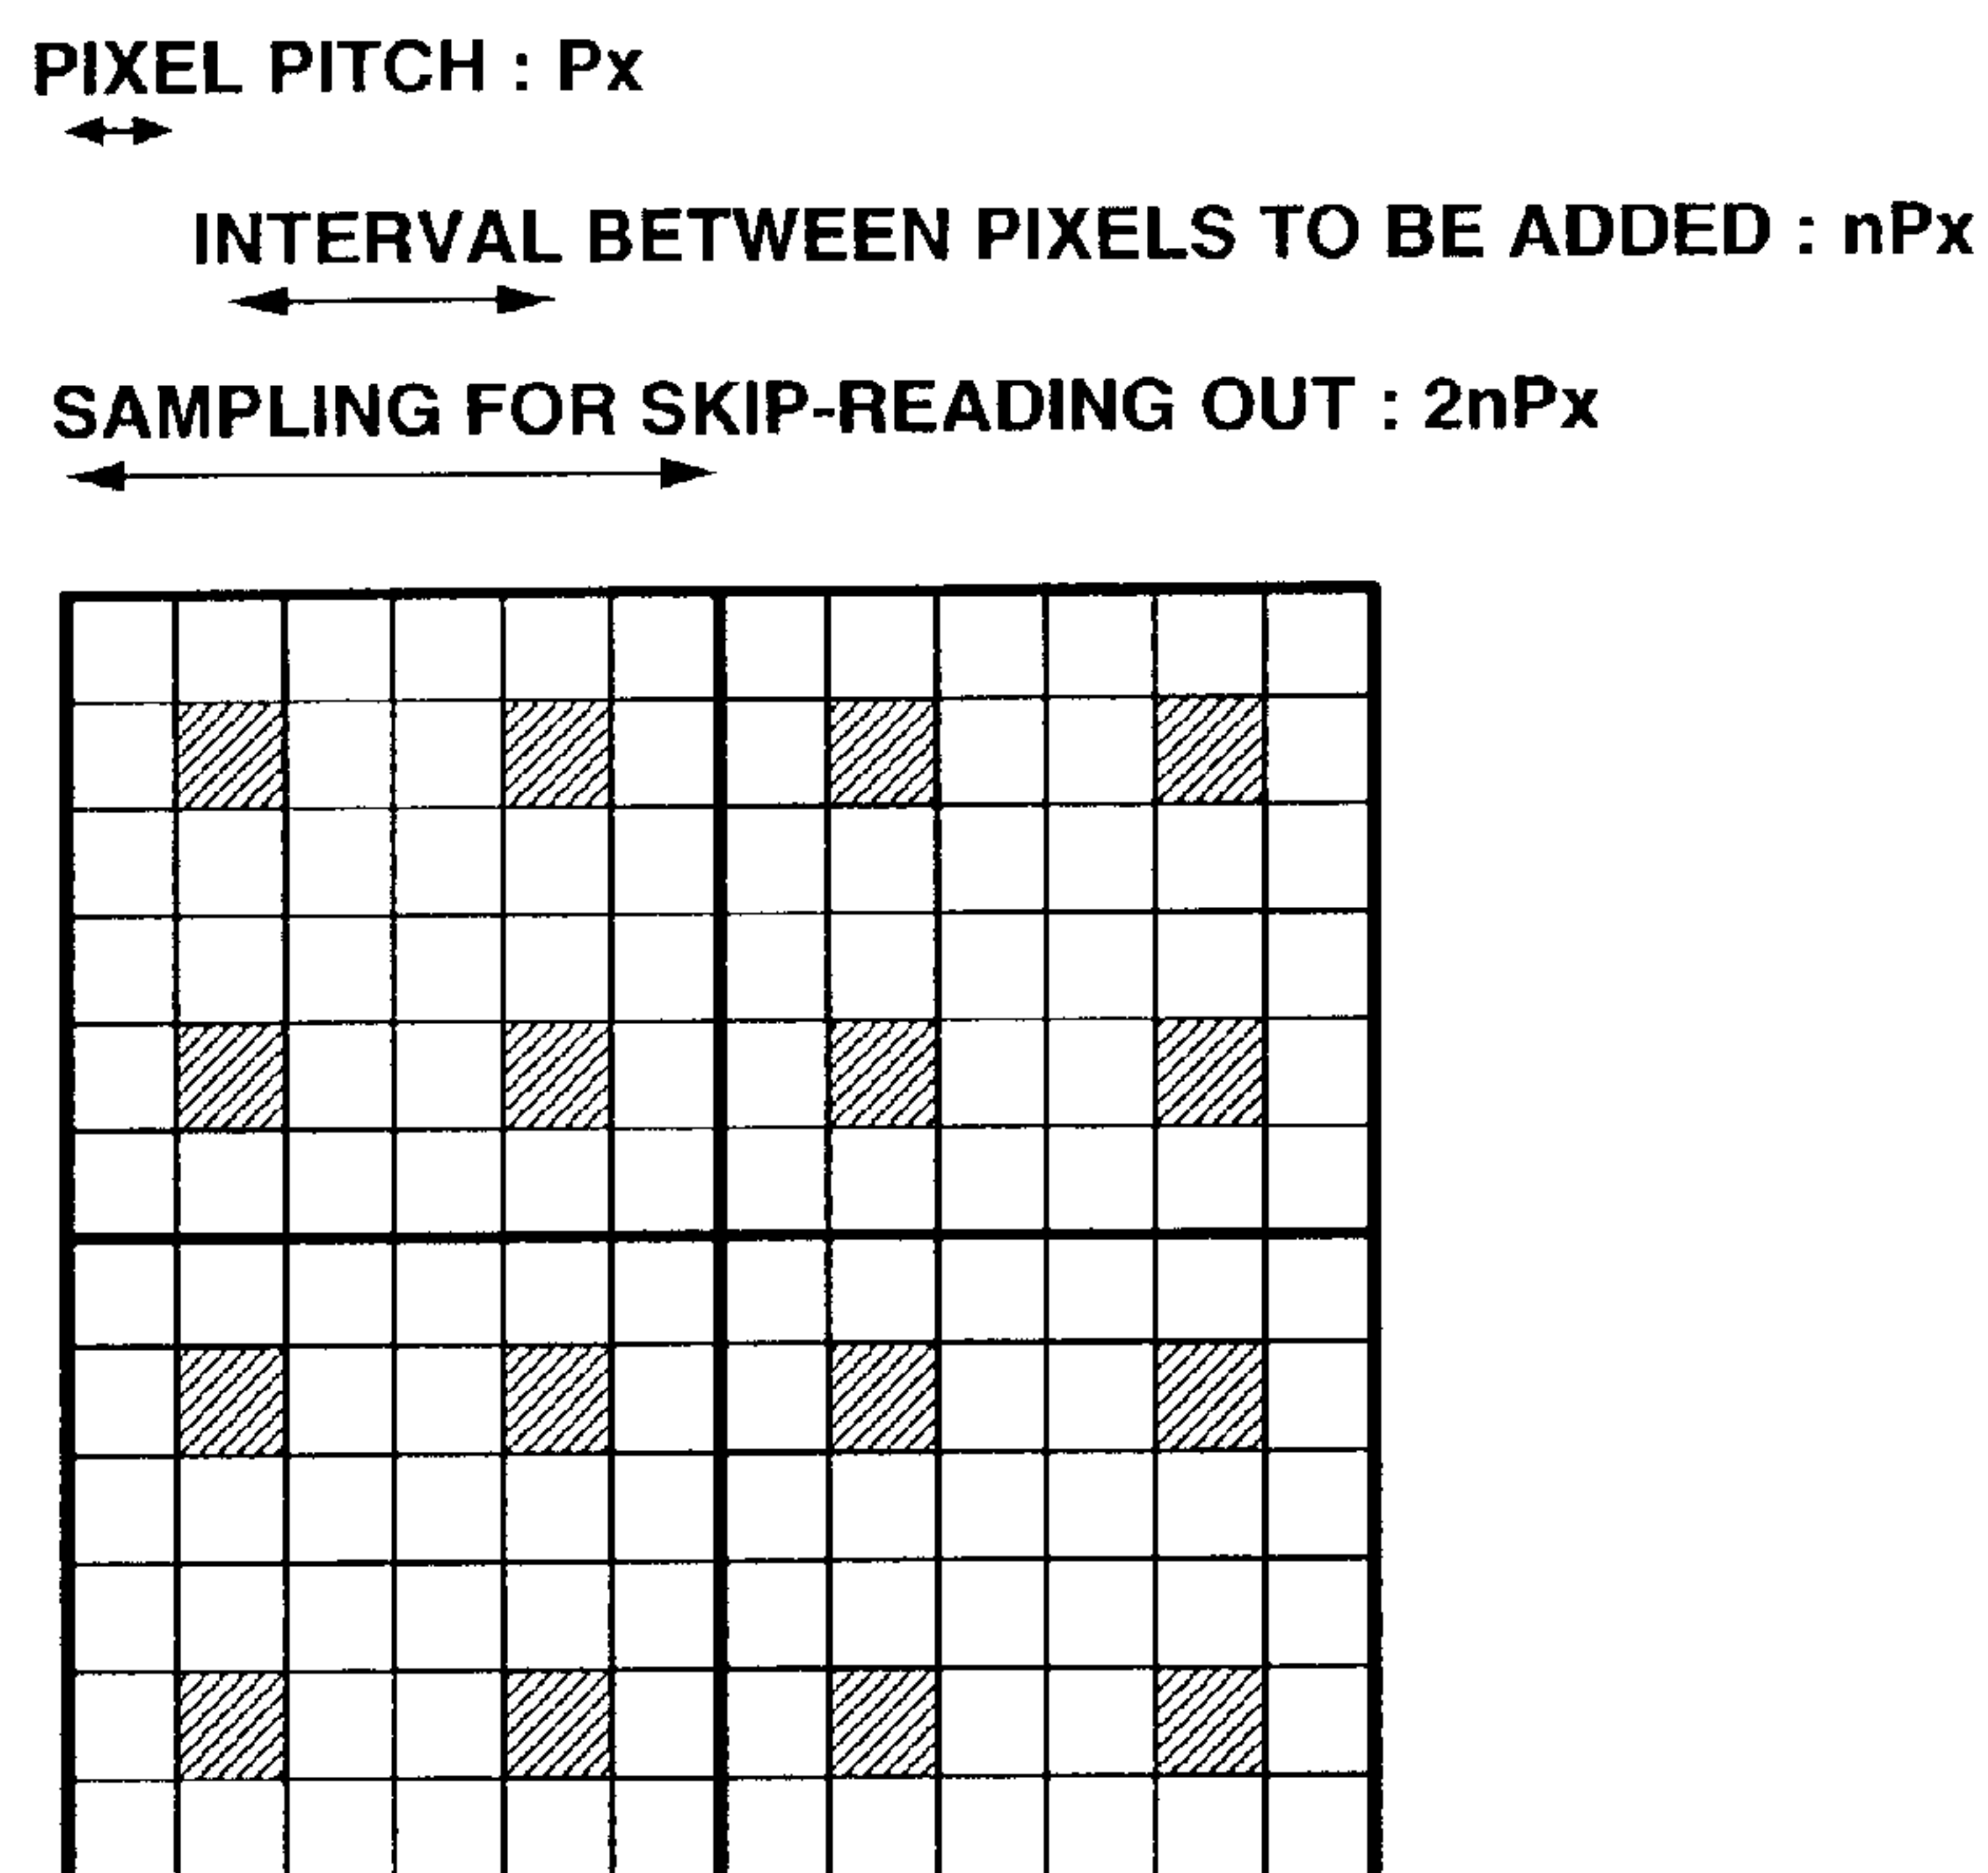 PIXEL PITCH : Px
INTERVAL BETWEEN PIXELS TO BE ADDED : nPx
SAMPLING FOR SKIP-READING OUT : 2nPx